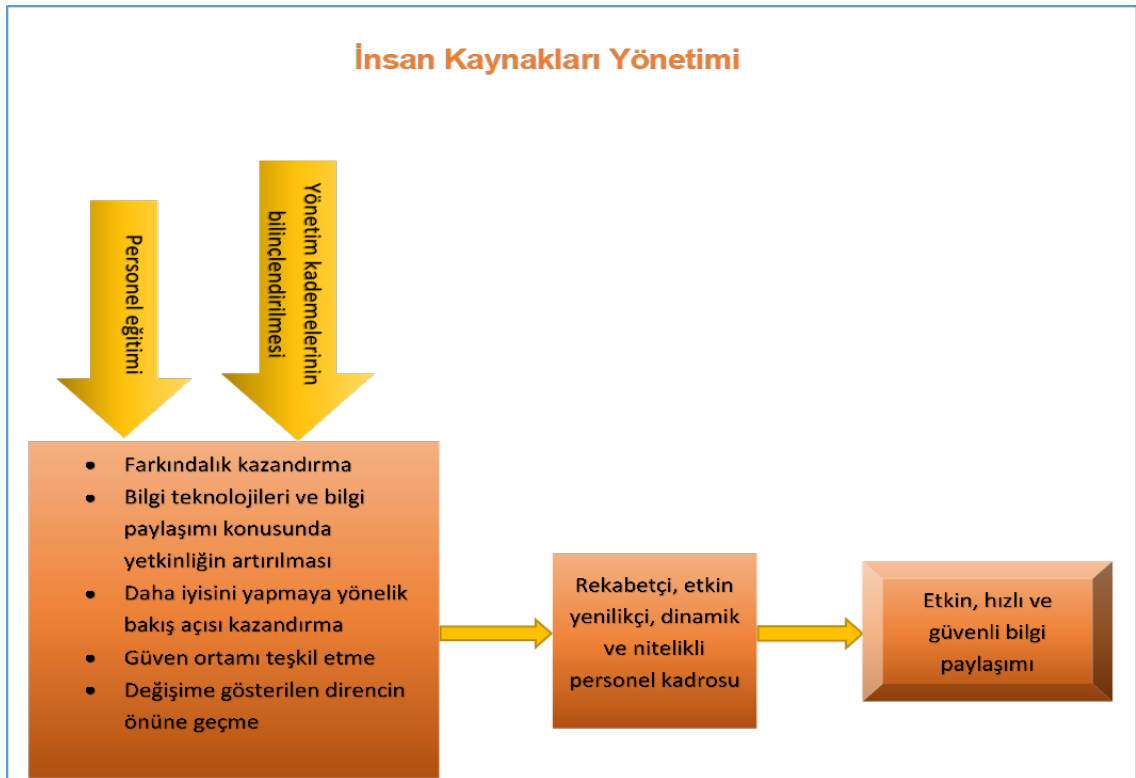 İnsan Kaynakları Yönetimi
Personel eğitimi
Yönetim kademelerinin
bilinçlendirilmesi
• Farkındalık kazandırma
• Bilgi teknolojileri ve bilgi
paylaşımı konusunda
yetkinliğin artırılması
• Daha iyisini yapmaya yönelik
bakış açısı kazandırma
• Güven ortamı teşkil etme
• Değişime gösterilen direncin
önüne geçme
Rekabetçi, etkin
yenilikçi, dinamik
ve nitelikli
personel kadrosu
Etkin, hızlı ve
güvenli bilgi
paylaşımı